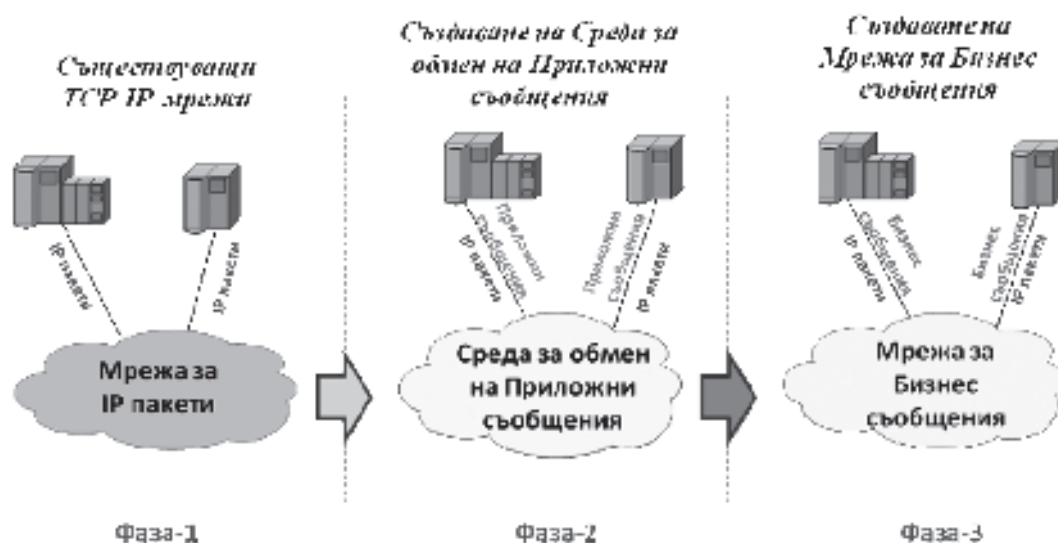 Съществуващи
TCP IP мрежи
IP пакети
IP пакети
Мрежа за
IP пакети
Фаза-1
Създаване на Среда за
обмен на Приложни
съобщения
Приложни
съобщения
IP пакети
Приложни
съобщения
IP пакети
Среда за обмен
на Приложни
съобщения
Фаза-2
Създаване на
Мрежа за Бизнес
съобщения
Бизнес
съобщения
IP пакети
Бизнес
съобщения
IP пакети
Мрежа за
Бизнес
съобщения
Фаза-3